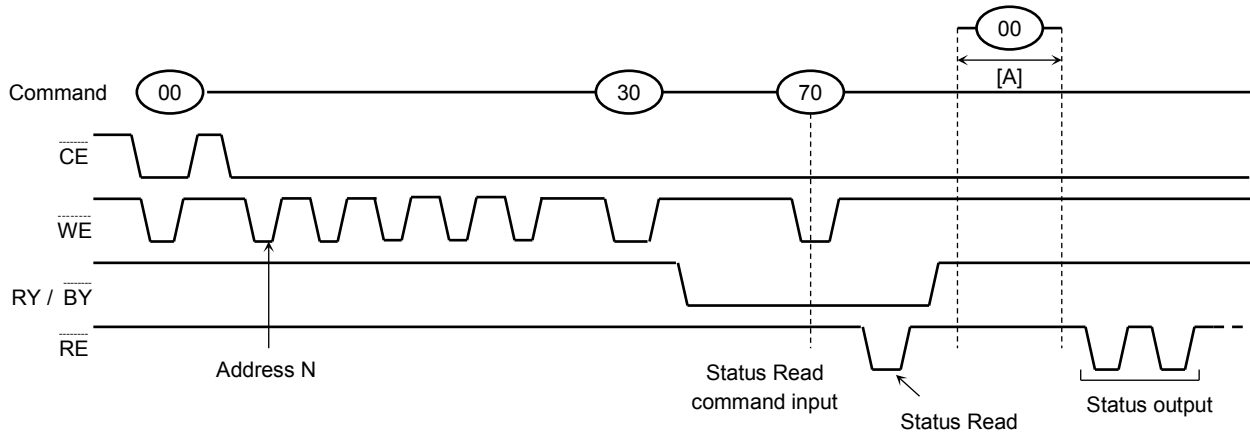 00
[A]
Command 00 30 70
CE
WE
RY / BY
RE
Address N
Status Read
command input
Status Read
Status output